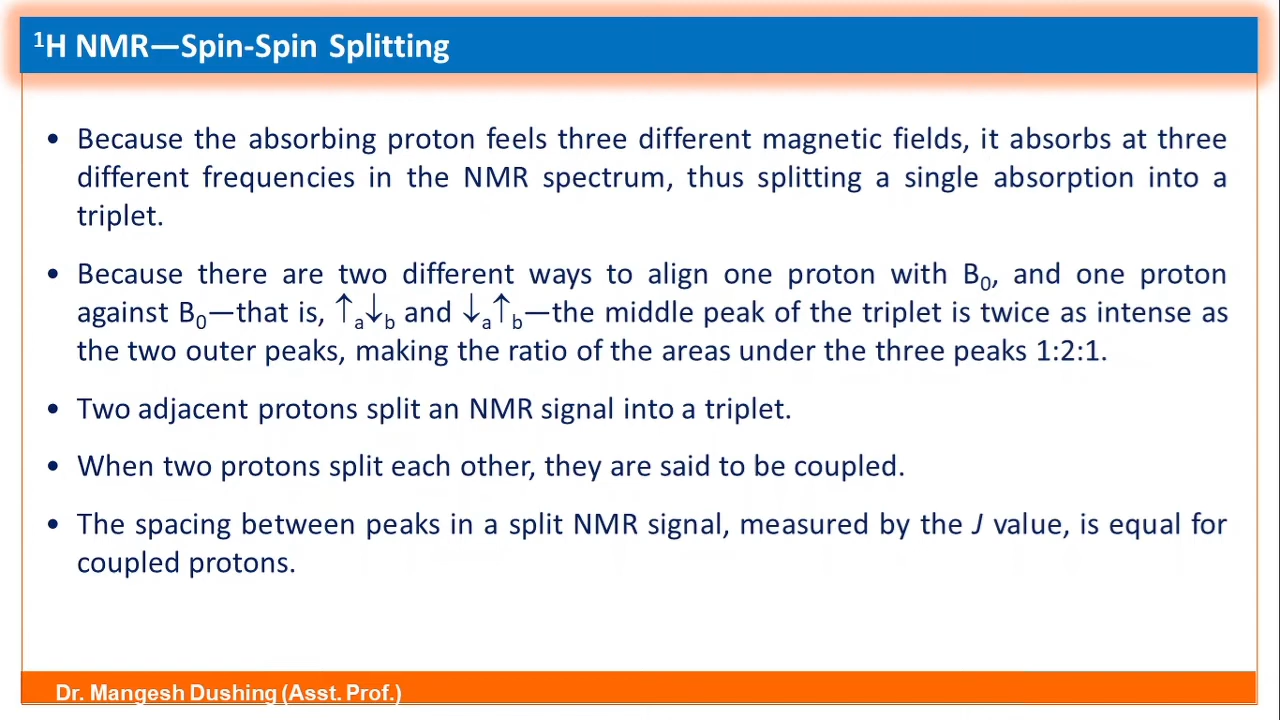 ¹H NMR—Spin-Spin Splitting
• Because the absorbing proton feels three different magnetic fields, it absorbs at three
different frequencies in the NMR spectrum, thus splitting a single absorption into a
triplet.
• Because there are two different ways to align one proton with B₀, and one proton
against B₀—that is, ↑ₐ↓b and ↓ₐ↑b—the middle peak of the triplet is twice as intense as
the two outer peaks, making the ratio of the areas under the three peaks 1:2:1.
• Two adjacent protons split an NMR signal into a triplet.
• When two protons split each other, they are said to be coupled.
• The spacing between peaks in a split NMR signal, measured by the J value, is equal for
coupled protons.
Dr. Mangesh Dushing (Asst. Prof.)